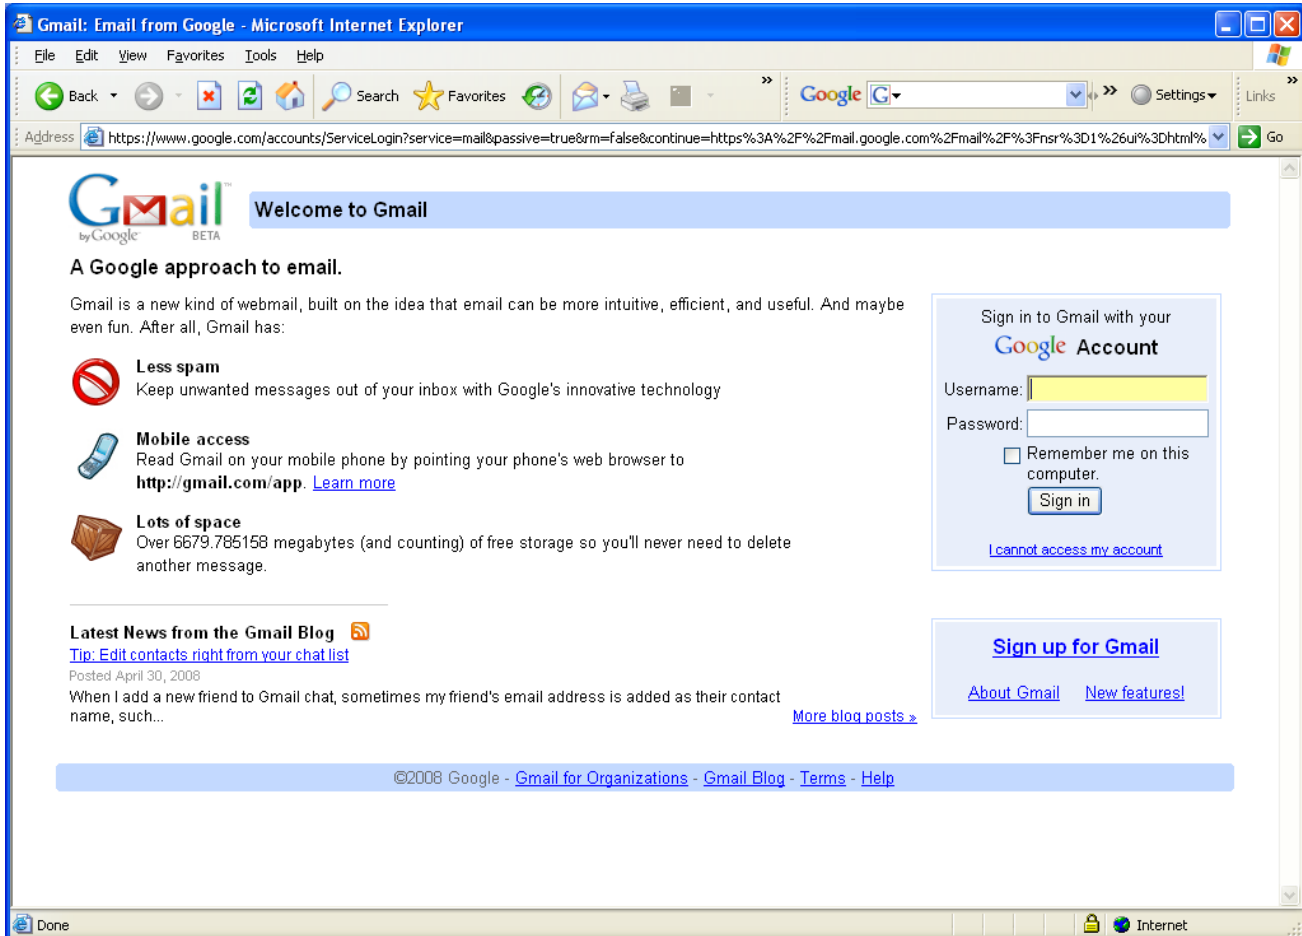 Gmail: Email from Google - Microsoft Internet Explorer
File Edit View Favorites Tools Help
Back Search Favorites » Google G Settings Links »
Address https://www.google.com/accounts/ServiceLogin?service=mail&passive=true&rm=false&continue=https%3A%2F%2Fmail.google.com%2Fmail%2F%3Fnsr%3D1%26ui%3Dhtml% Go
Gmail™ by Google BETA
Welcome to Gmail
A Google approach to email.
Gmail is a new kind of webmail, built on the idea that email can be more intuitive, efficient, and useful. And maybe
even fun. After all, Gmail has:
Less spam
Keep unwanted messages out of your inbox with Google's innovative technology
Mobile access
Read Gmail on your mobile phone by pointing your phone's web browser to
http://gmail.com/app. Learn more
Lots of space
Over 6679.785158 megabytes (and counting) of free storage so you'll never need to delete
another message.
Latest News from the Gmail Blog
Tip: Edit contacts right from your chat list
Posted April 30, 2008
When I add a new friend to Gmail chat, sometimes my friend's email address is added as their contact
name, such...
More blog posts »
Sign in to Gmail with your
Google Account
Username:
Password:
Remember me on this
computer.
Sign in
I cannot access my account
Sign up for Gmail
About Gmail New features!
©2008 Google - Gmail for Organizations - Gmail Blog - Terms - Help
Done Internet